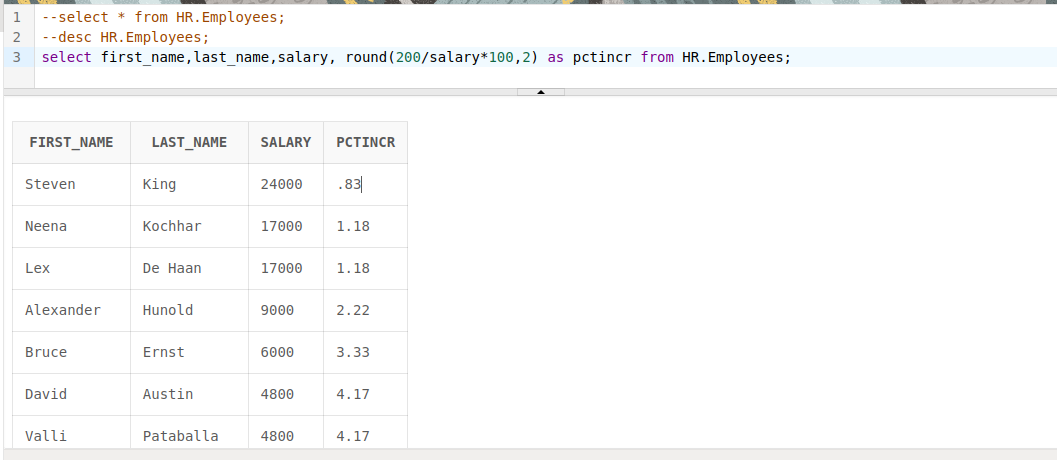 1 --select * from HR.Employees;
2 --desc HR.Employees;
3 select first_name,last_name,salary, round(200/salary*100,2) as pctincr from HR.Employees;
FIRST_NAME LAST_NAME SALARY PCTINCR
Steven King 24000 .83
Neena Kochhar 17000 1.18
Lex De Haan 17000 1.18
Alexander Hunold 9000 2.22
Bruce Ernst 6000 3.33
David Austin 4800 4.17
Valli Pataballa 4800 4.17